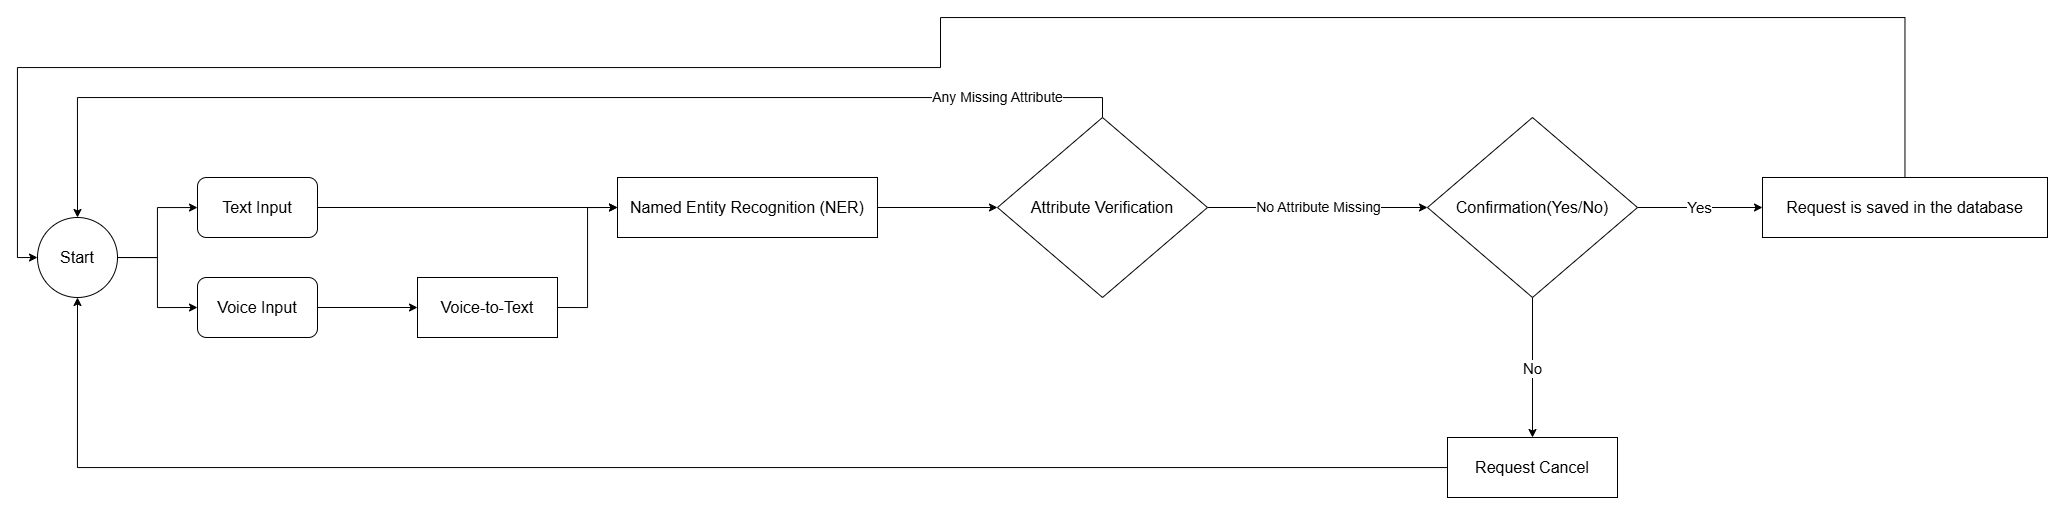 Any Missing Attribute
Text Input
Named Entity Recognition (NER)
Attribute Verification
No Attribute Missing
Confirmation(Yes/No)
Yes
Request is saved in the database
Start
Voice Input
Voice-to-Text
No
Request Cancel